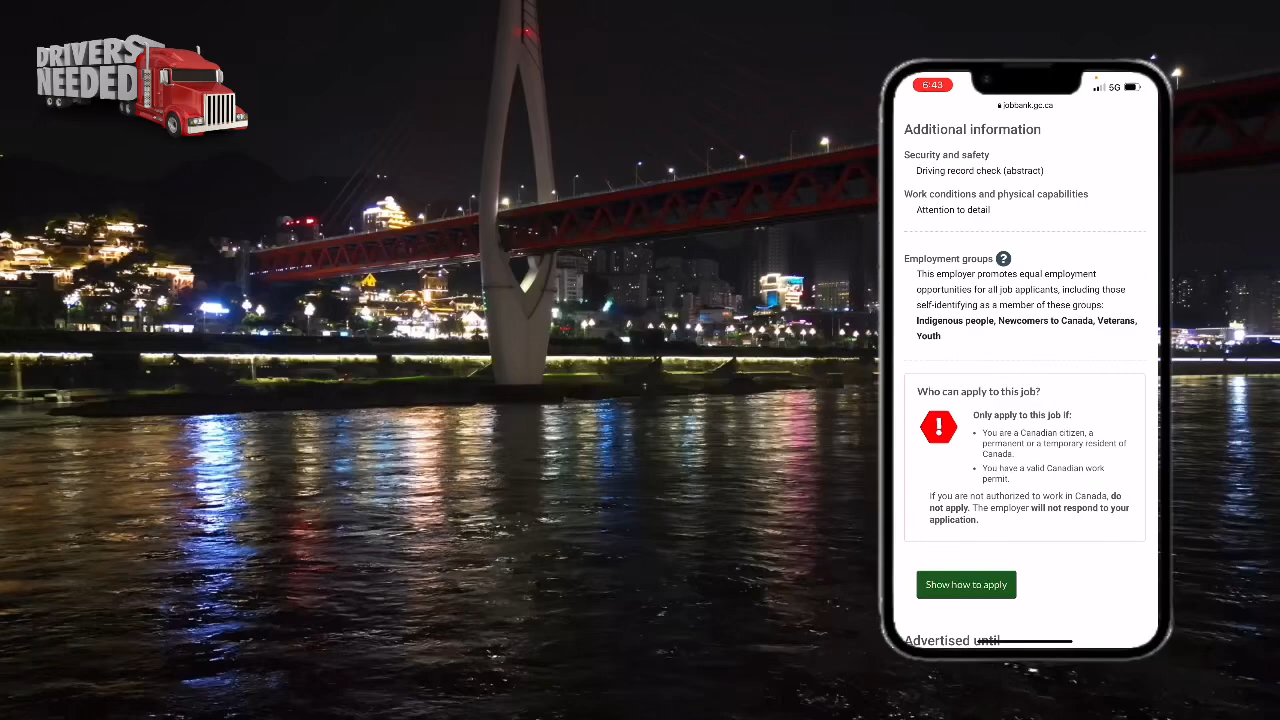 DRIVERS
NEEDED
6:43
5G
jobbank.gc.ca
Additional information
Security and safety
Driving record check (abstract)
Work conditions and physical capabilities
Attention to detail
Employment groups ?
This employer promotes equal employment
opportunities for all job applicants, including those
self-identifying as a member of these groups:
Indigenous people, Newcomers to Canada, Veterans,
Youth
Who can apply to this job?
!
Only apply to this job if:
• You are a Canadian citizen, a
permanent or a temporary resident of
Canada.
• You have a valid Canadian work
permit.
If you are not authorized to work in Canada, do
not apply. The employer will not respond to your
application.
Show how to apply
Advertised until